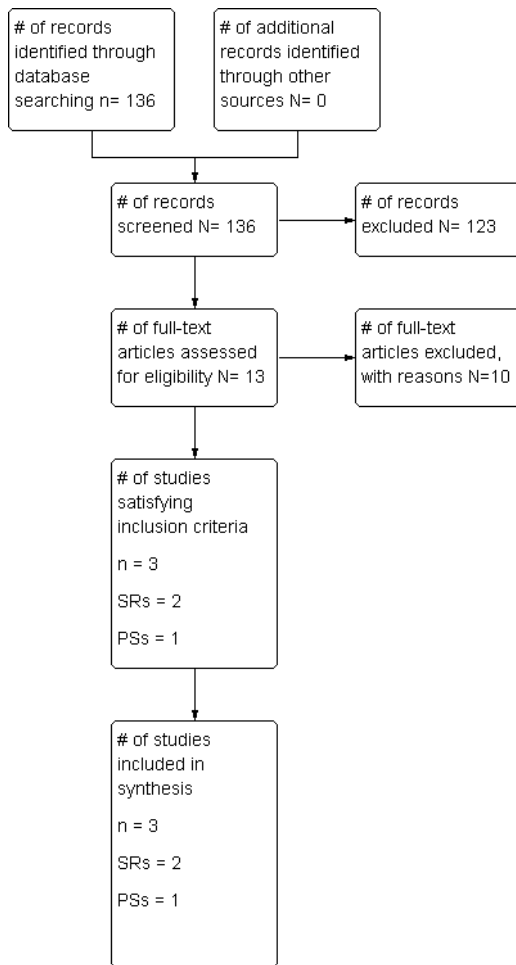 # of records
identified through
database
searching n= 136
# of additional
records identified
through other
sources N= 0
# of records
screened N= 136
# of records
excluded N= 123
# of full-text
articles assessed
for eligibility N= 13
# of full-text
articles excluded,
with reasons N=10
# of studies
satisfying
inclusion criteria
n = 3
SRs = 2
PSs = 1
# of studies
included in
synthesis
n = 3
SRs = 2
PSs = 1